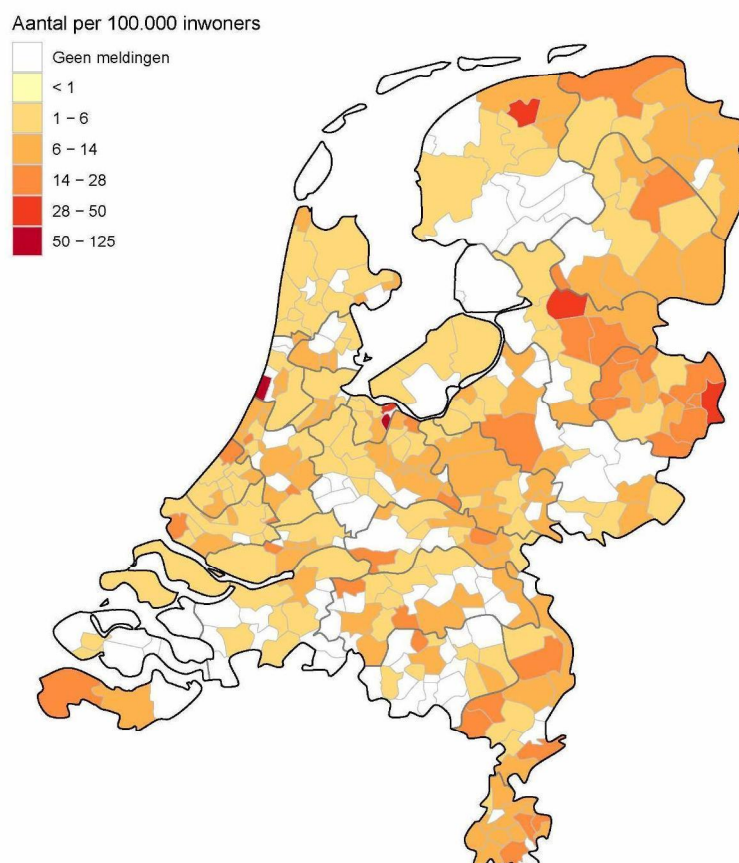 Aantal per 100.000 inwoners
Geen meldingen
< 1
1 – 6
6 – 14
14 – 28
28 – 50
50 – 125